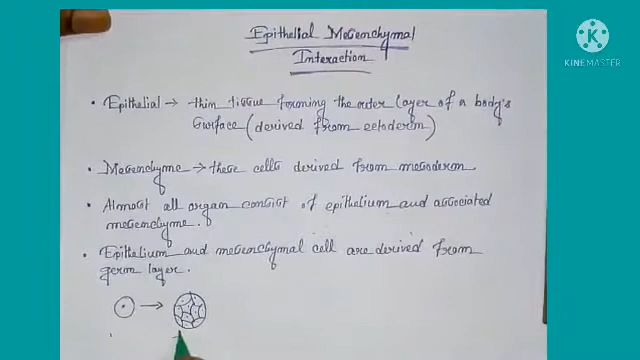 Epithelial Mesenchymal
Interaction
KINEMASTER
• Epithelial → thin tissue forming the outer layer of a body's
surface (derived from ectoderm)
• Mesenchyme → these cells derived from mesoderm.
• Almost all organ consist of epithelium and associated
mesenchyme.
• Epithelium and mesenchymal cell are derived from
germ layer.